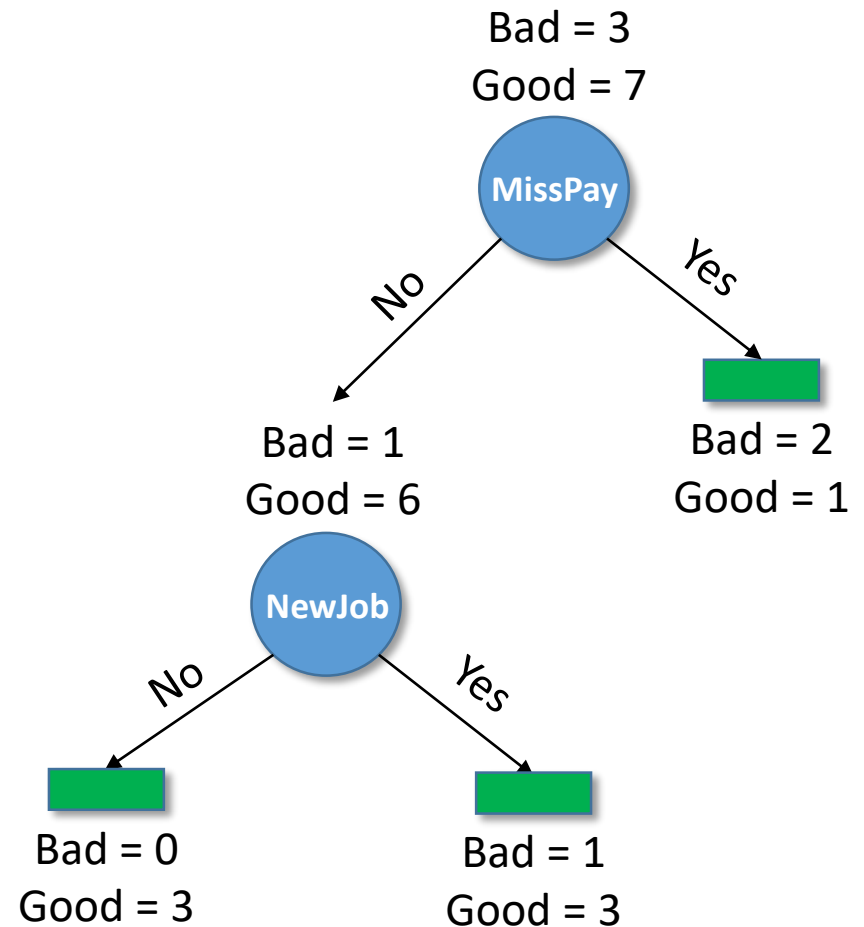 Bad = 3
Good = 7
MissPay
No
Yes
Bad = 1
Good = 6
Bad = 2
Good = 1
NewJob
No
Yes
Bad = 0
Good = 3
Bad = 1
Good = 3